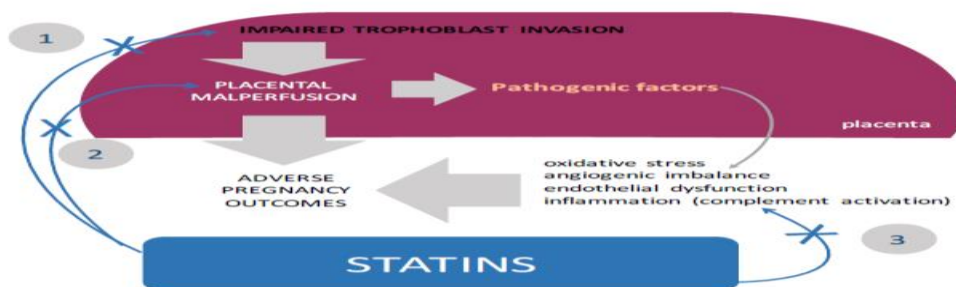 1
IMPAIRED TROPHOBLAST INVASION
PLACENTAL
MALPERFUSION
Pathogenic factors
placenta
2
ADVERSE
PREGNANCY
OUTCOMES
oxidative stress
angiogenic imbalance
endothelial dysfunction
inflammation (complement activation)
3
STATINS